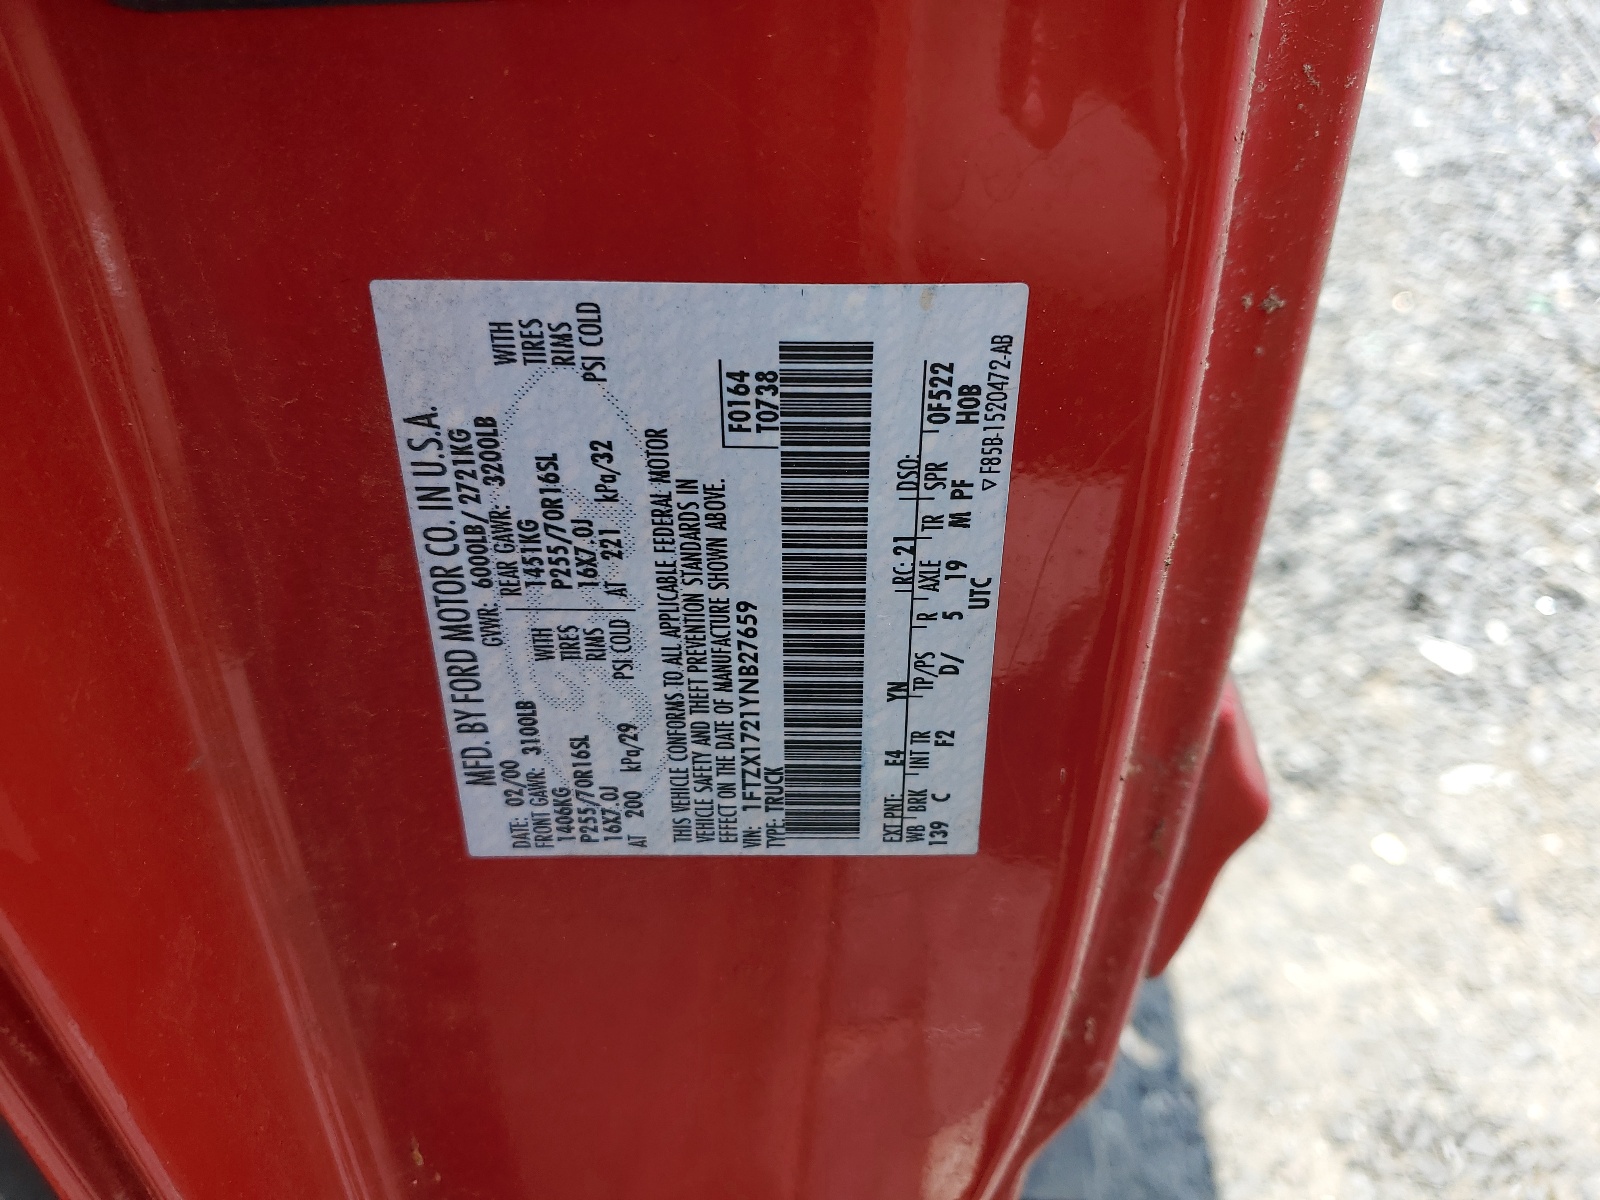 MFD. BY FORD MOTOR CO. IN U.S.A.
DATE: 02/00 GVWR: 6000LB/ 2721KG
FRONT GAWR: 3100LB REAR GAWR: 3200LB
1406KG WITH 1451KG WITH
P255/70R16SL TIRES P255/70R16SL TIRES
16X7.0J RIMS 16X7.0J RIMS
AT 200 kPa/29 PSI COLD AT 221 kPa/32 PSI COLD
THIS VEHICLE CONFORMS TO ALL APPLICABLE FEDERAL MOTOR
VEHICLE SAFETY AND THEFT PREVENTION STANDARDS IN
EFFECT ON THE DATE OF MANUFACTURE SHOWN ABOVE.
VIN: 1FTZX1721YNB27659 F0164
TYPE: TRUCK T0738
EXT PNT: E4 YN RC: 21 DSO: 0F522
WB BRK INT TR TP/PS R AXLE TR SPR H0B
139 C F2 D/ 5 19 M PF
UTC ▽F85B-1520472-AB